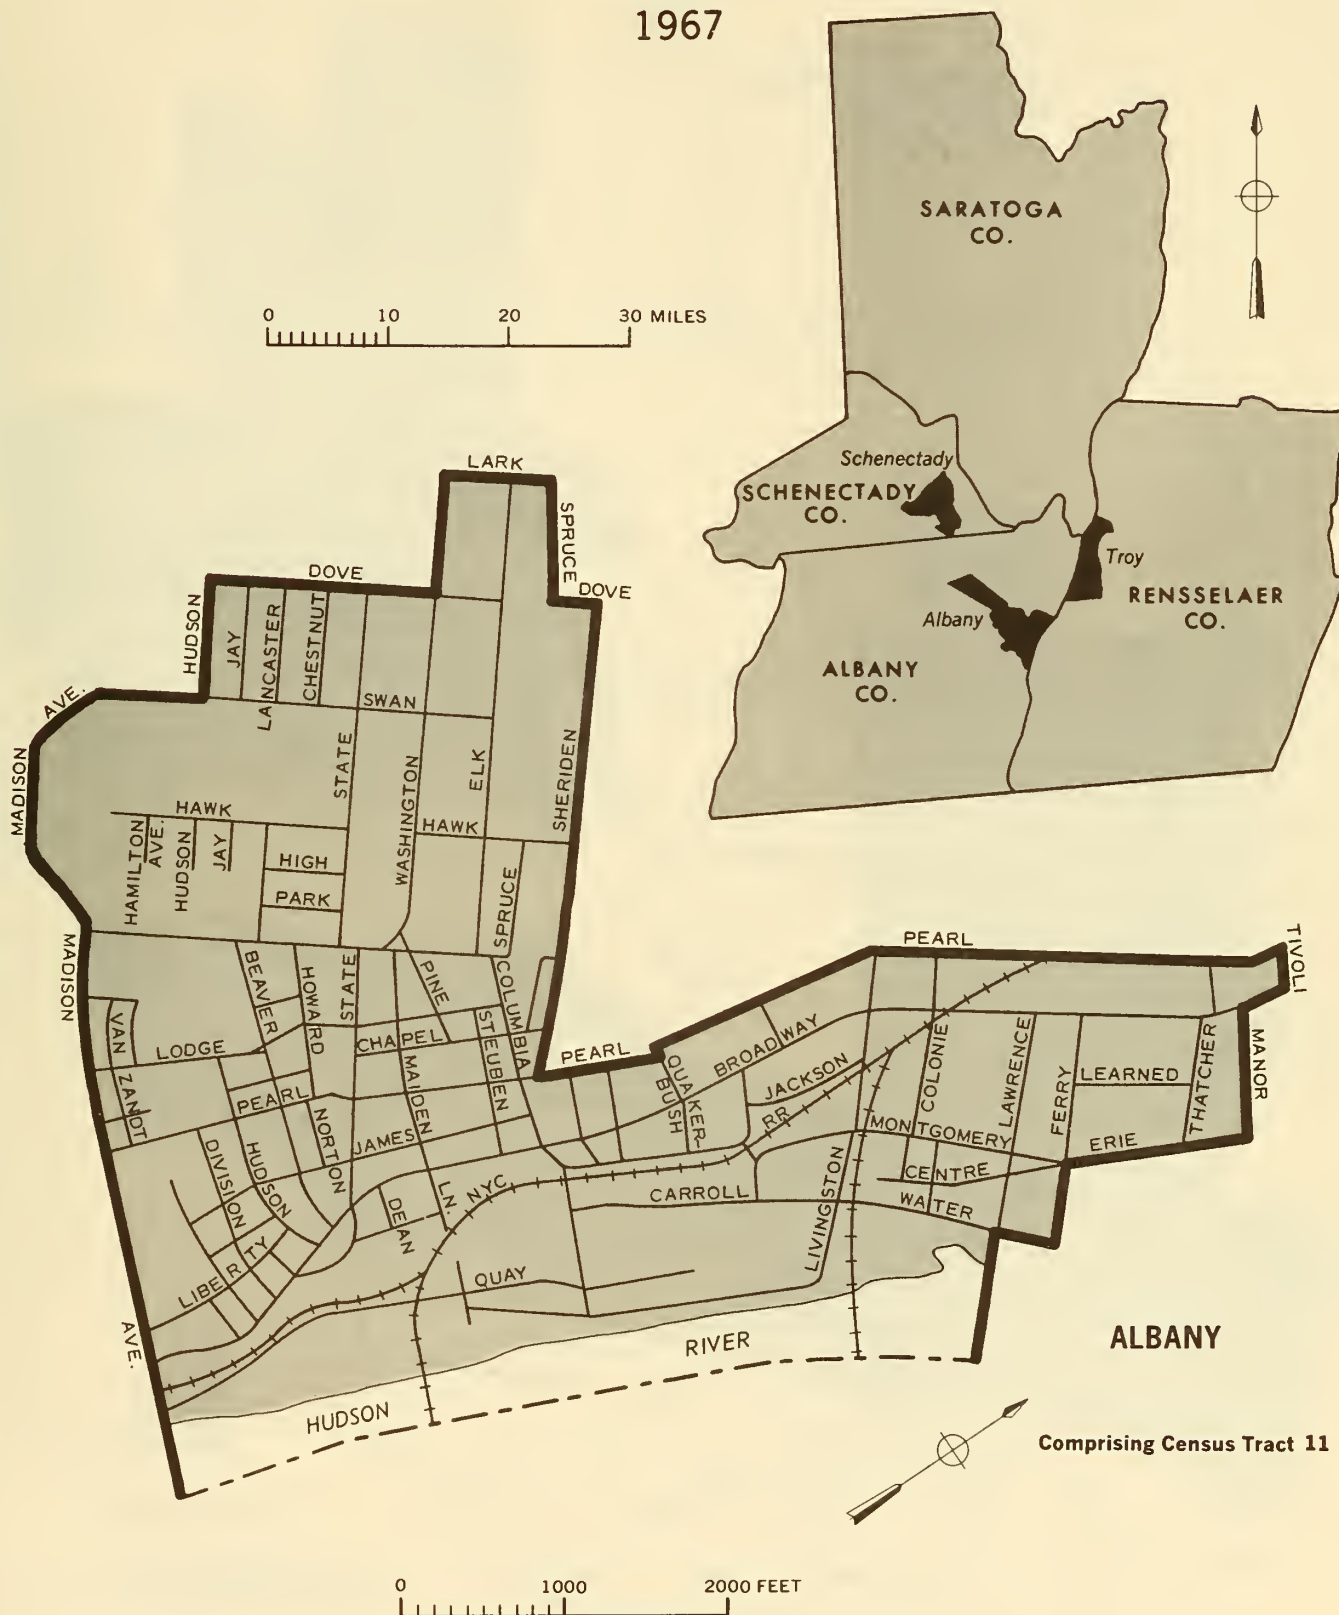 1967
SARATOGA
CO.
0 10 20 30 MILES
Schenectady
SCHENECTADY
CO.
Troy
RENSSELAER
CO.
Albany
ALBANY
CO.
LARK
SPRUCE
DOVE
DOVE
HUDSON
JAY
LANCASTER
CHESTNUT
AVE.
SWAN
MADISON
STATE
WASHINGTON
ELK
SHERIDEN
HAWK
HAWK
HAMILTON
AVE.
HUDSON
JAY
HIGH
PARK
SPRUCE
MADISON
BEAVER
HOWARD
STATE
PINE
COLUMBIA
PEARL
TIVOLI
VAN
ZANDT
LODGE
CHAPEL
STEUBEN
MAIDEN
LN.
PEARL
QUAKER-
BUSH
BROADWAY
JACKSON
COLONIE
LAWRENCE
FERRY
LEARNED
THATCHER
MANOR
PEARL
NORTON
JAMES
RR
MONTGOMERY
ERIE
DIVISION
HUDSON
DEAN
NYC
CARROLL
LIVINGSTON
CENTRE
WATER
LIBERTY
QUAY
AVE.
HUDSON
RIVER
ALBANY
Comprising Census Tract 11
0 1000 2000 FEET